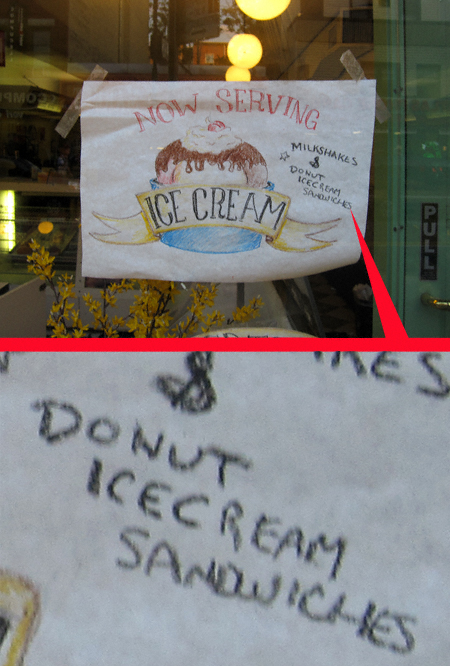 NOW SERVING
ICE CREAM
☆ MILKSHAKES
&
DONUT
ICECREAM
SANDWICHES
PULL
&
DONUT
ICECREAM
SANDWICHES